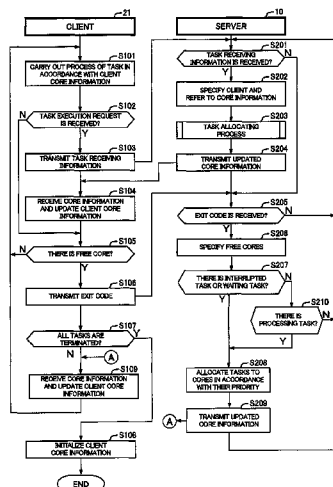 CLIENT
21
S101
CARRY OUT PROCESS OF TASK IN
ACCORDANCE WITH CLIENT
CORE INFORMATION
S102
TASK EXECUTION REQUEST
IS RECEIVED?
N
Y
S103
TRANSMIT TASK RECEIVING
INFORMATION
S104
RECEIVE CORE INFORMATION
AND UPDATE CLIENT CORE
INFORMATION
S105
THERE IS FREE CORE?
N
Y
S106
TRANSMIT EXIT CODE
S107
ALL TASKS ARE
TERMINATED?
Y
N
A
S109
RECEIVE CORE INFORMATION
AND UPDATE CLIENT CORE
INFORMATION
S108
INITIALIZE CLIENT
CORE INFORMATION
END
SERVER
10
S201
TASK RECEIVING
INFORMATION IS RECEIVED?
N
Y
S202
SPECIFY CLIENT AND
REFER TO CORE INFORMATION
S203
TASK ALLOCATING
PROCESS
S204
TRANSMIT UPDATED
CORE INFORMATION
S205
EXIT CODE IS RECEIVED?
N
Y
S206
SPECIFY FREE CORES
S207
THERE IS INTERRUPTED
TASK OR WAITING TASK?
N
Y
S210
THERE IS
PROCESSING TASK?
N
Y
S208
ALLOCATE TASKS TO
CORES IN ACCORDANCE
WITH THEIR PRIORITY
S209
TRANSMIT UPDATED
CORE INFORMATION
A